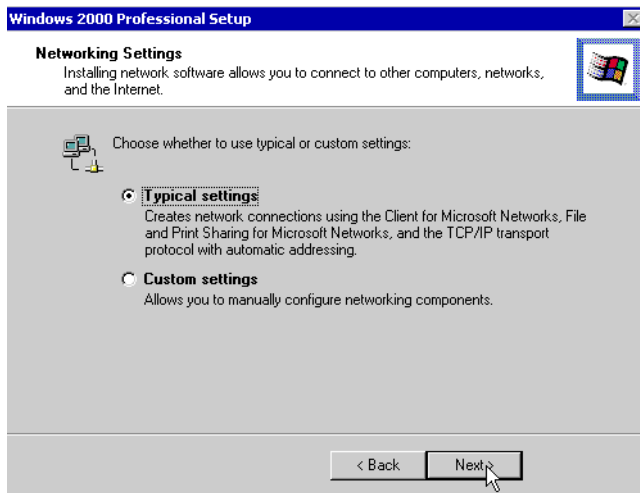 Windows 2000 Professional Setup
Networking Settings
Installing network software allows you to connect to other computers, networks,
and the Internet.
Choose whether to use typical or custom settings:
Typical settings
Creates network connections using the Client for Microsoft Networks, File
and Print Sharing for Microsoft Networks, and the TCP/IP transport
protocol with automatic addressing.
Custom settings
Allows you to manually configure networking components.
< Back
Next >